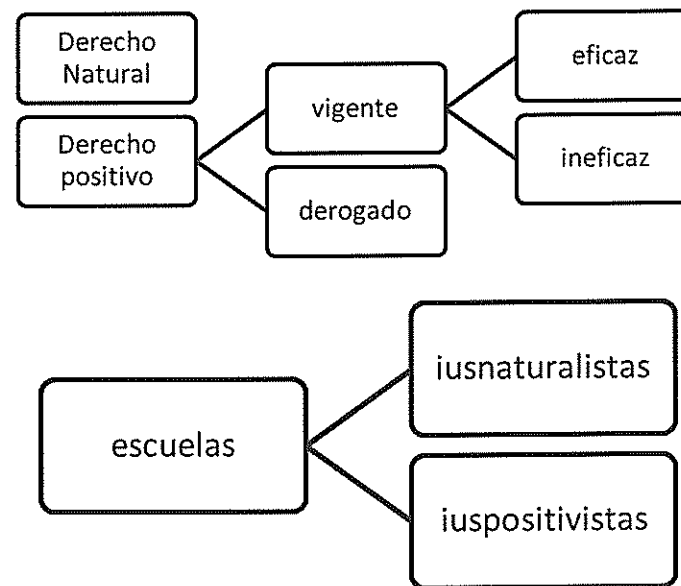 Derecho
Natural
Derecho
positivo
vigente
derogado
eficaz
ineficaz
escuelas
iusnaturalistas
iuspositivistas